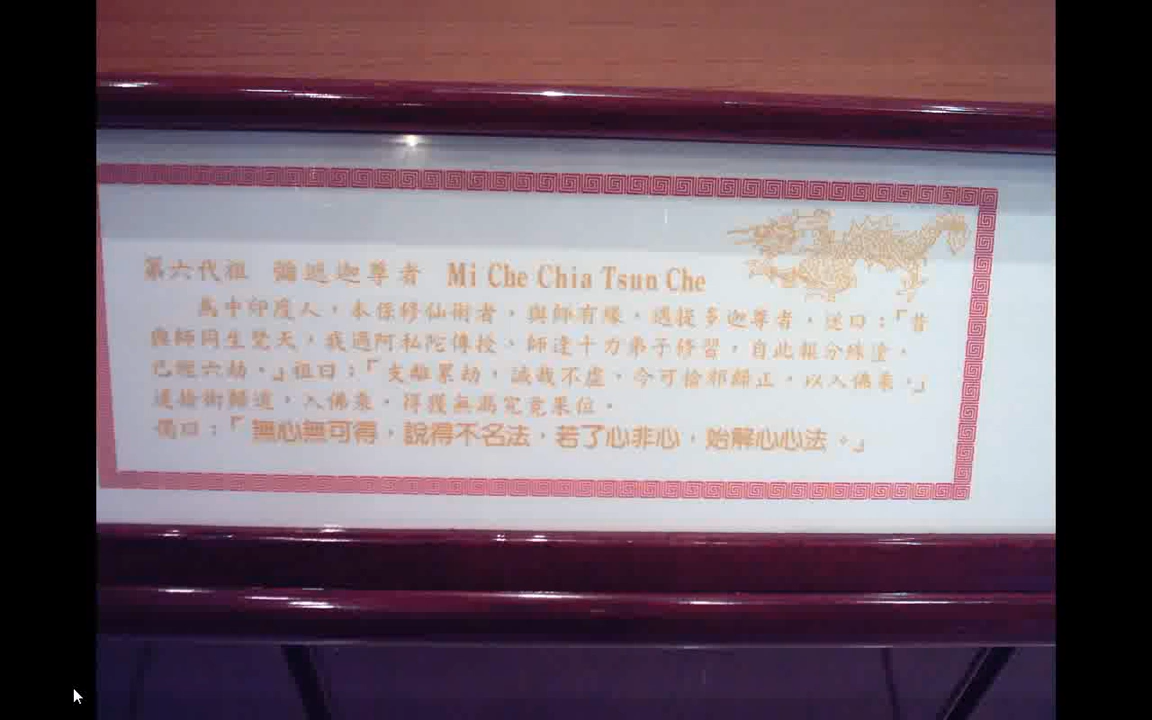 第六代祖 彌遮迦尊者 Mi Che Chia Tsun Che
為中印度人，本係修仙術者，與師有緣，遇提多迦尊者，逆曰：「昔
與師同生梵天，我遇阿私陀傳授，師逢十力弟子修習，自此報分殊塗，
已經六劫。」祖曰：「支離累劫，誠哉不虛，今可捨邪歸正，以入佛乘。」
遂捨術歸道，入佛乘，得獲無漏究竟果位。
偈曰：「無心無可得，說得不名法，若了心非心，始解心心法。」